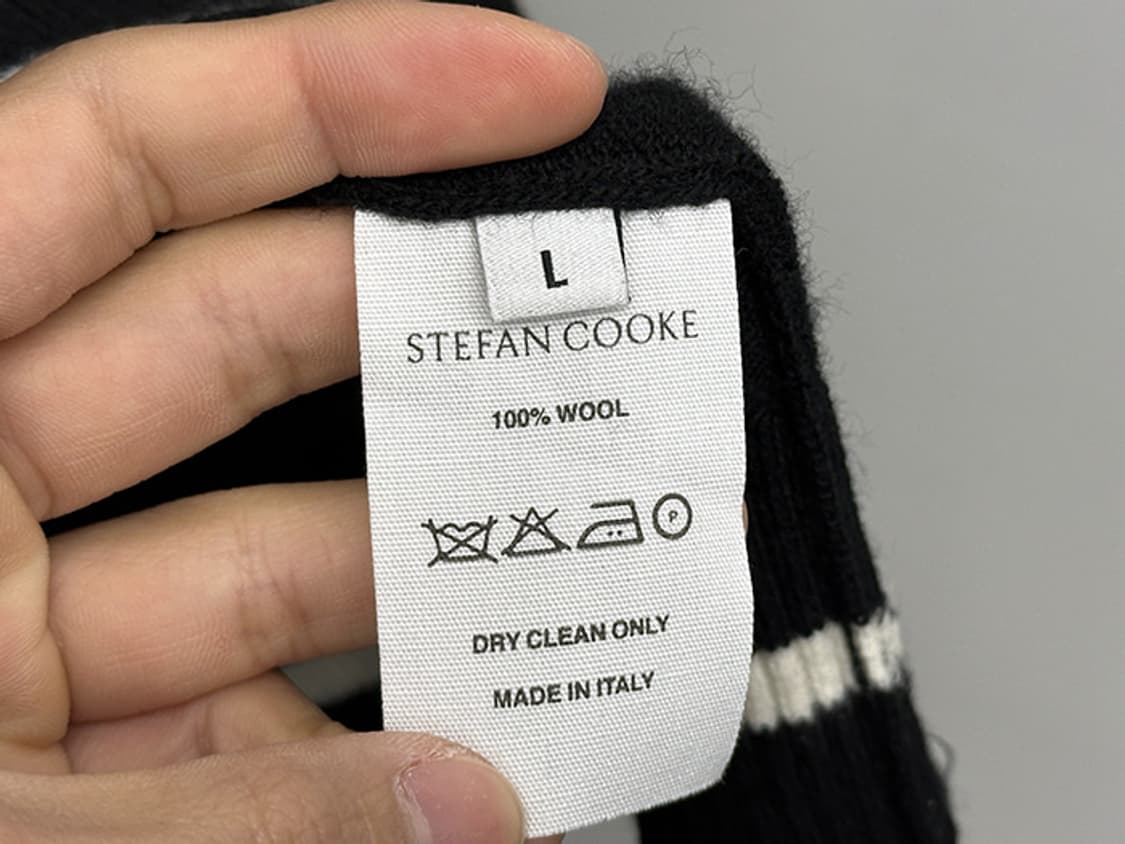 L
STEFAN COOKE
100% WOOL
P
DRY CLEAN ONLY
MADE IN ITALY